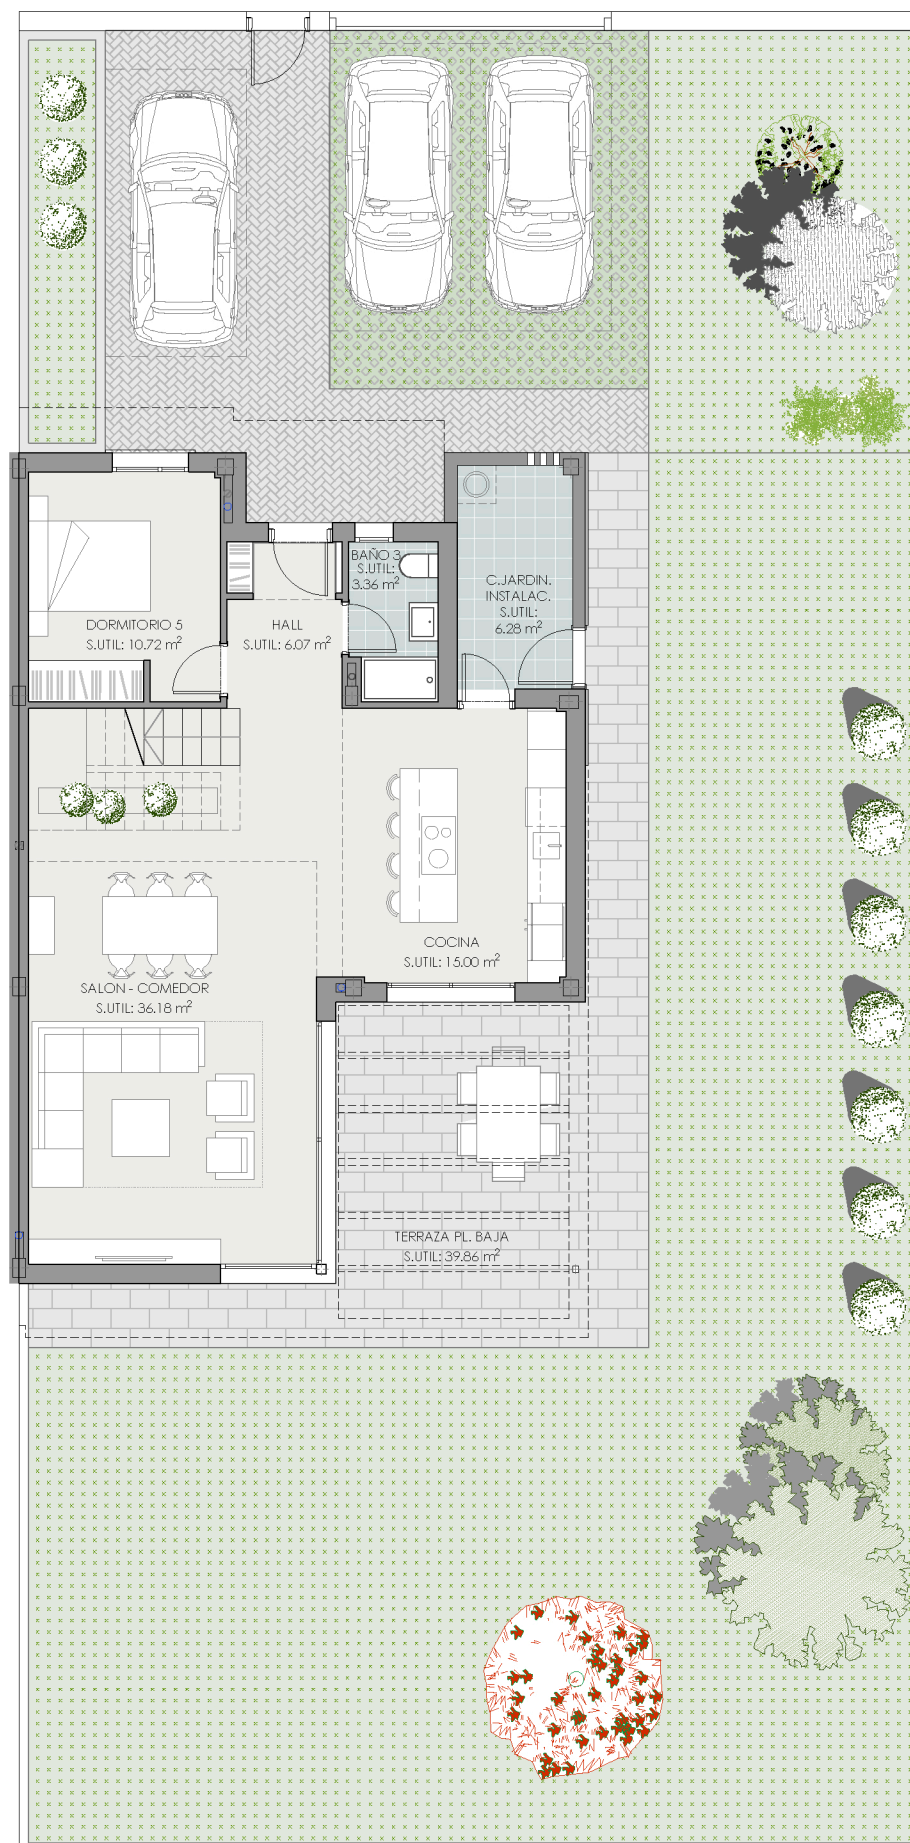 BAÑO 3
S.UTIL:
3.36 m²
C.JARDIN.
INSTALAC.
S.UTIL:
6.28 m²
DORMITORIO 5
S.UTIL: 10.72 m²
HALL
S.UTIL: 6.07 m²
COCINA
S.UTIL: 15.00 m²
SALON - COMEDOR
S.UTIL: 36.18 m²
TERRAZA PL. BAJA
S.UTIL: 39.86 m²